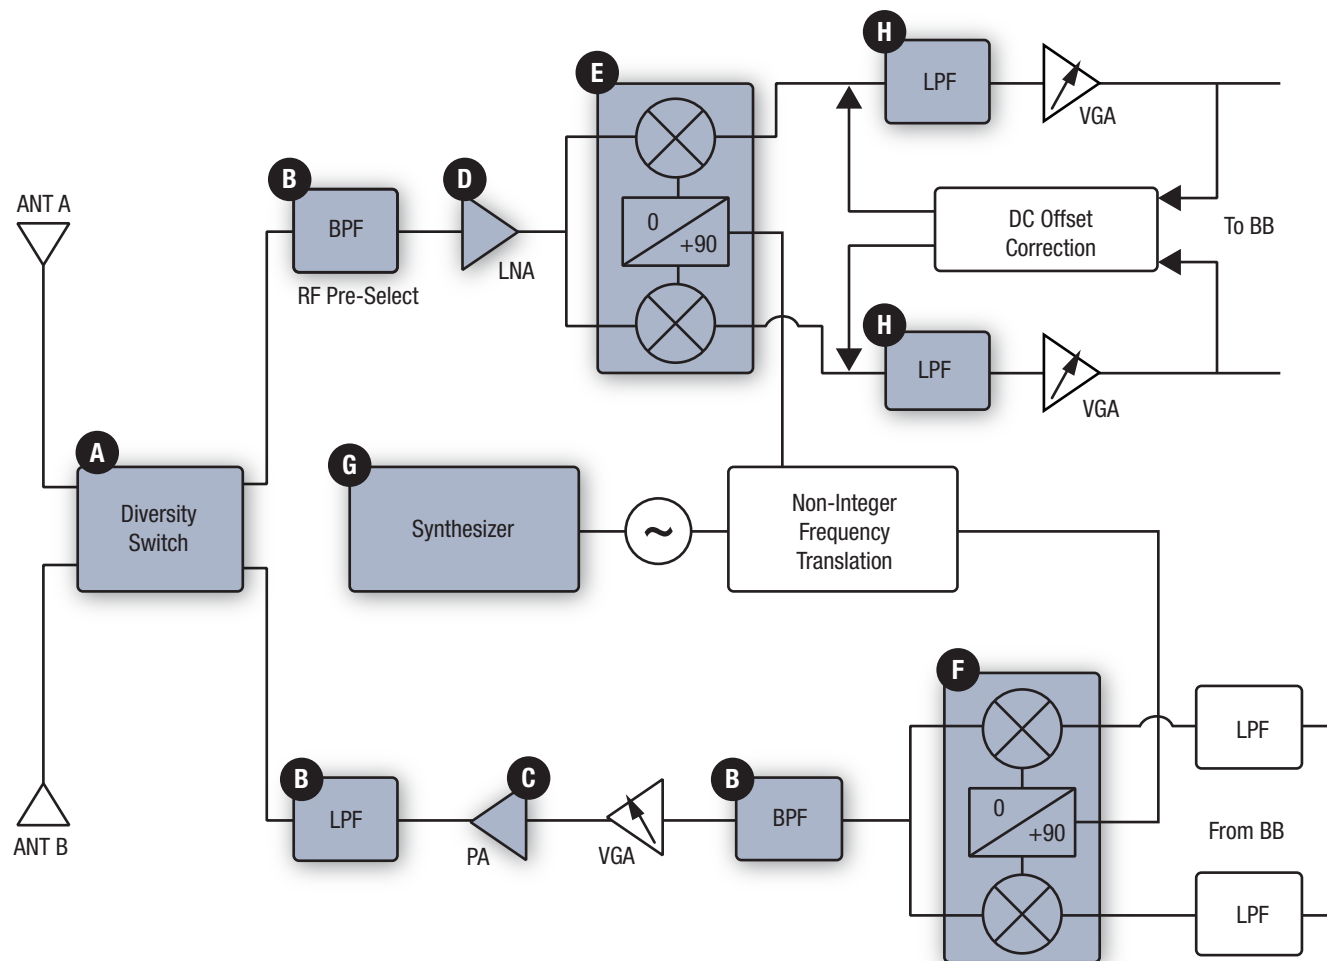 H
LPF
VGA
E
B
BPF
RF Pre-Select
D
LNA
0
+90
ANT A
DC Offset
Correction
To BB
H
LPF
VGA
A
Diversity
Switch
G
Synthesizer
~
Non-Integer
Frequency
Translation
F
0
+90
LPF
B
LPF
C
PA
VGA
B
BPF
From BB
LPF
ANT B